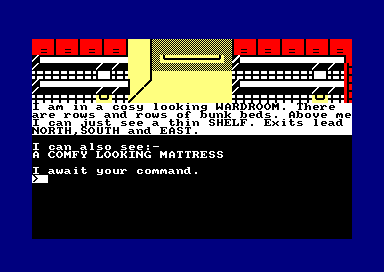 I am in a cosy looking WARDROOM. There
are rows and rows of bunk beds. Above me
I can just see a thin SHELF. Exits lead
NORTH,SOUTH and EAST.
I can also see:-
A COMFY LOOKING MATTRESS
I await your command.
>